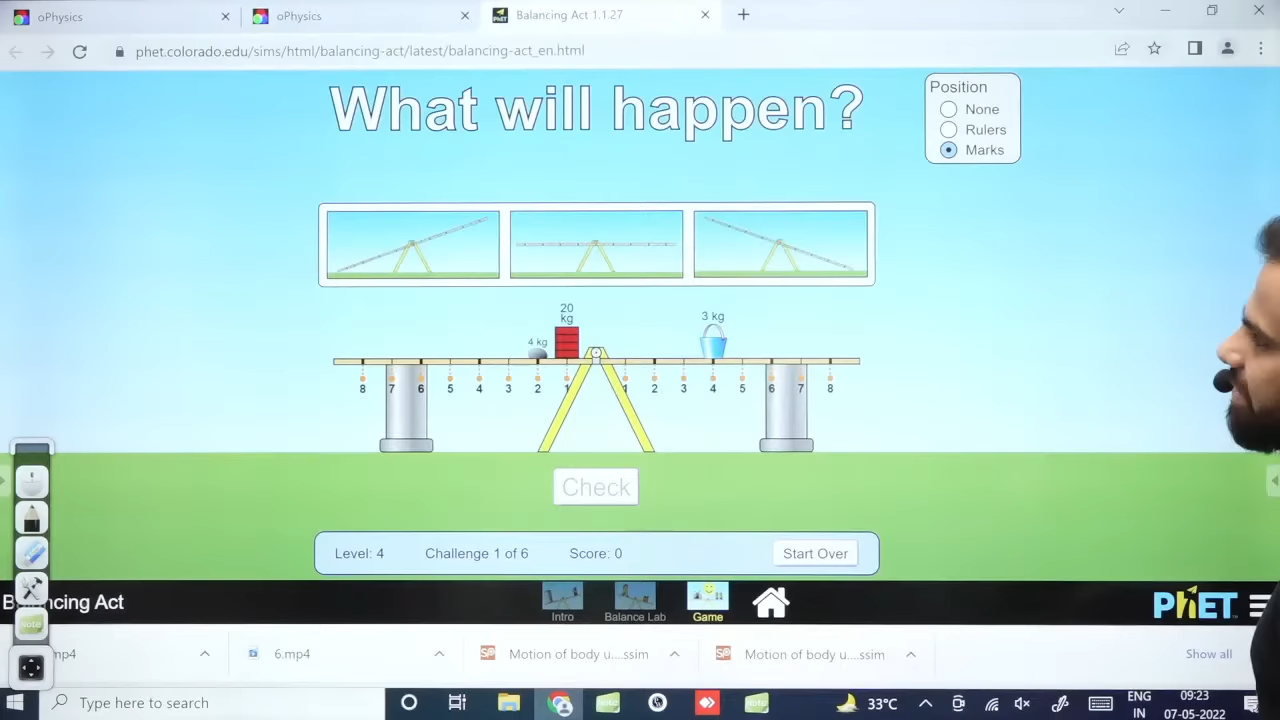 oPhysics
oPhysics
Balancing Act 1.1.27
phet.colorado.edu/sims/html/balancing-act/latest/balancing-act_en.html
What will happen?
Position
None
Rulers
Marks
20
kg
4 kg
3 kg
8 7 6 5 4 3 2 1 1 2 3 4 5 6 7 8
Check
Level: 4
Challenge 1 of 6
Score: 0
Start Over
ncing Act
Intro
Balance Lab
Game
PhET
note
mp4
6.mp4
Motion of body u....ssim
Motion of body u....ssim
Show all
Type here to search
33°C
ENG
IN
09:23
07-05-2022